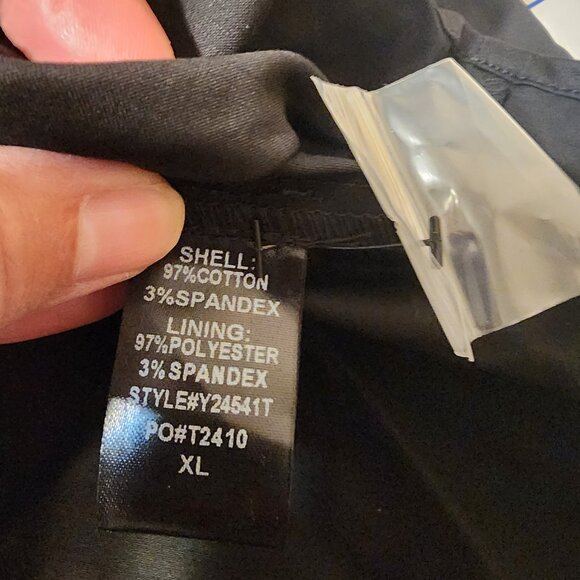 SHELL:
97%COTTON
3%SPANDEX
LINING:
97%POLYESTER
3%SPANDEX
STYLE#Y24541T
PO#T2410
XL